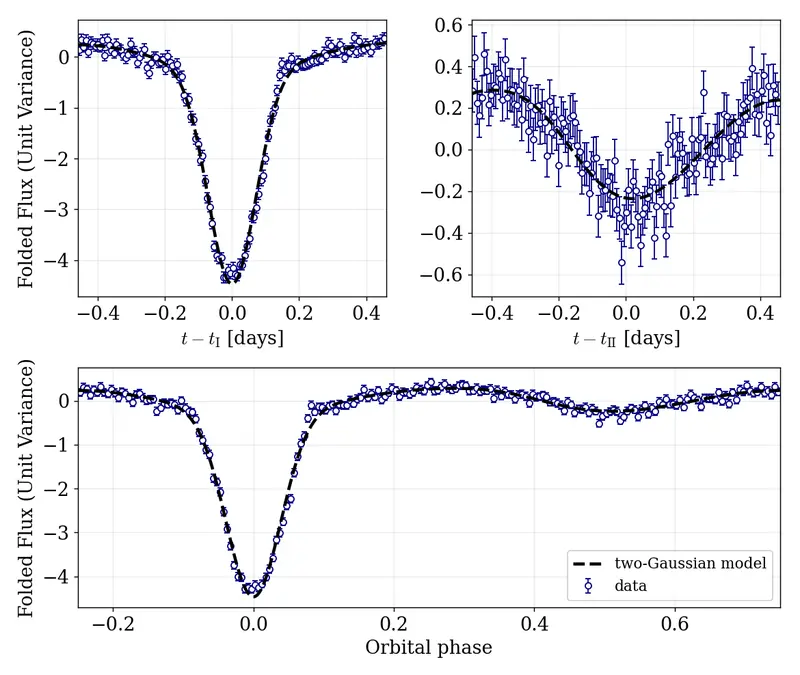 Folded Flux (Unit Variance)
0
−1
−2
−3
−4
−0.4 −0.2 0.0 0.2 0.4
t − tI [days]
0.6
0.4
0.2
0.0
−0.2
−0.4
−0.6
−0.4 −0.2 0.0 0.2 0.4
t − tII [days]
Folded Flux (Unit Variance)
0
−1
−2
−3
−4
two-Gaussian model
data
−0.2 0.0 0.2 0.4 0.6
Orbital phase